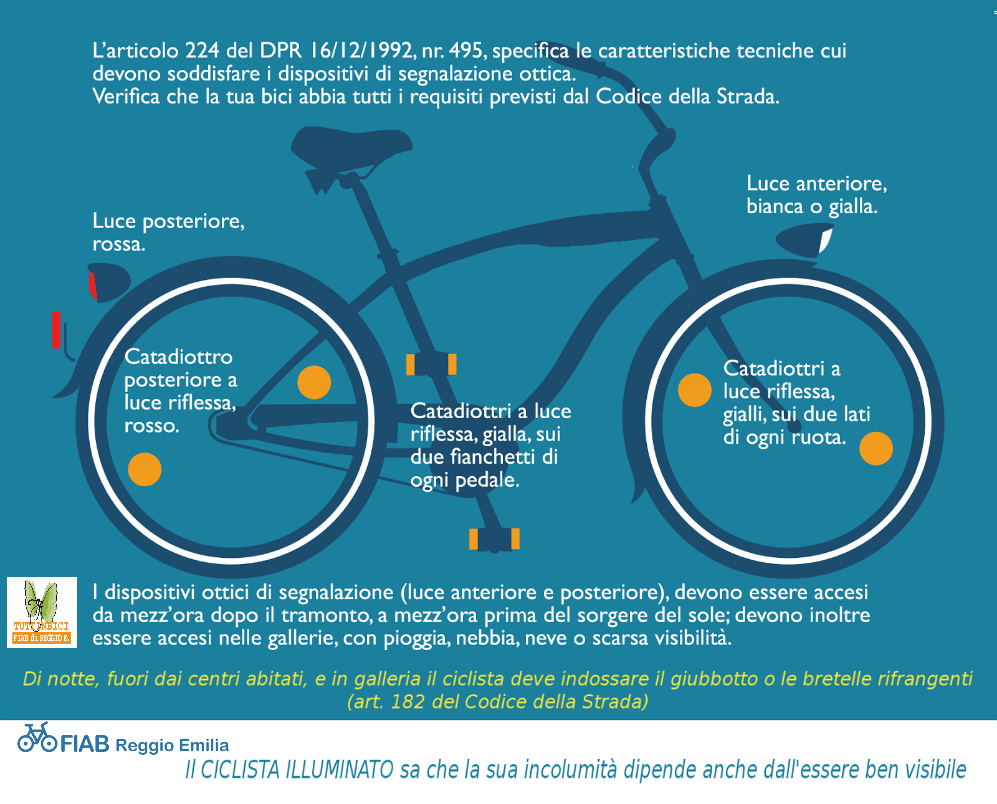 L'articolo 224 del DPR 16/12/1992, nr. 495, specifica le caratteristiche tecniche cui
devono soddisfare i dispositivi di segnalazione ottica.
Verifica che la tua bici abbia tutti i requisiti previsti dal Codice della Strada.
Luce anteriore,
bianca o gialla.
Luce posteriore,
rossa.
Catadiottro
posteriore a
luce riflessa,
rosso.
Catadiottri a luce
riflessa, gialla, sui
due fianchetti di
ogni pedale.
Catadiottri a
luce riflessa,
gialli, sui due lati
di ogni ruota.
I dispositivi ottici di segnalazione (luce anteriore e posteriore), devono essere accesi
da mezz'ora dopo il tramonto, a mezz'ora prima del sorgere del sole; devono inoltre
essere accesi nelle gallerie, con pioggia, nebbia, neve o scarsa visibilità.
TUTTINBICI
FIAB di REGGIO E.
Di notte, fuori dai centri abitati, e in galleria il ciclista deve indossare il giubbotto o le bretelle rifrangenti
(art. 182 del Codice della Strada)
FIAB Reggio Emilia
Il CICLISTA ILLUMINATO sa che la sua incolumità dipende anche dall'essere ben visibile